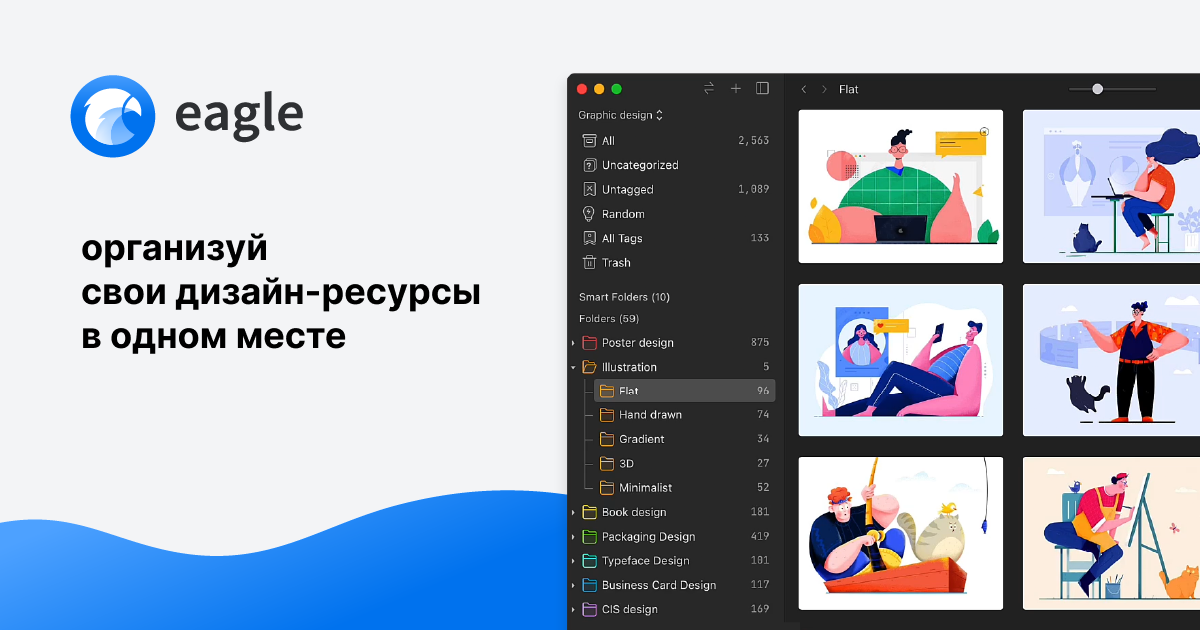 eagle
организуй
свои дизайн-ресурсы
в одном месте
Graphic design
All 2,563
Uncategorized
Untagged 1,089
Random
All Tags 133
Trash
Smart Folders (10)
Folders (59)
Poster design 875
Illustration 5
Flat 96
Hand drawn 74
Gradient 34
3D 27
Minimalist 52
Book design 181
Packaging Design 419
Typeface Design 101
Business Card Design 117
CIS design 169
Flat